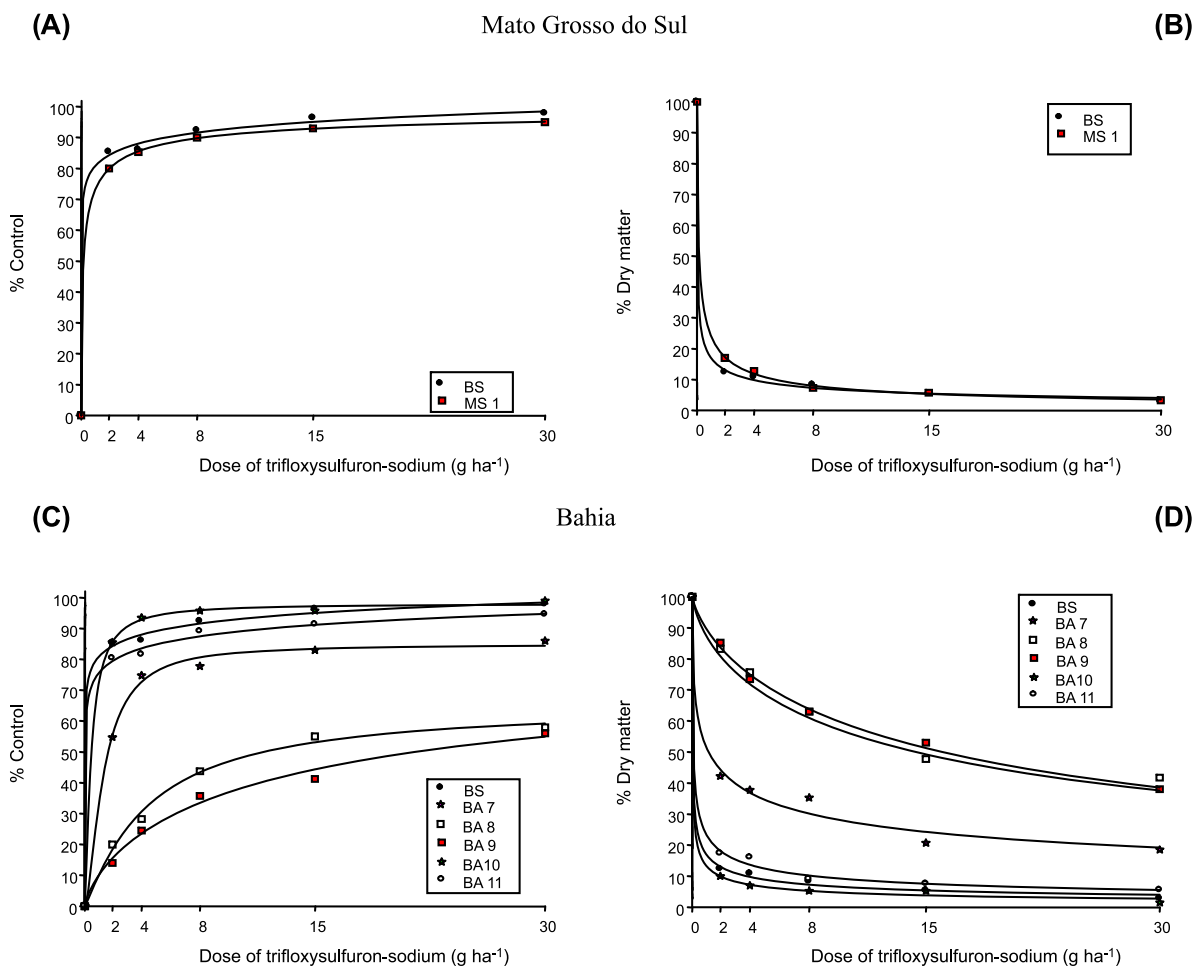 (A)
Mato Grosso do Sul
(B)
100
90
80
70
60
50
40
30
20
10
0
% Control
BS
MS 1
0 2 4 8 15 30
Dose of trifloxysulfuron-sodium (g ha-1)
100
90
80
70
60
50
40
30
20
10
0
% Dry matter
BS
MS 1
0 2 4 8 15 30
Dose of trifloxysulfuron-sodium (g ha-1)
(C)
Bahia
(D)
100
90
80
70
60
50
40
30
20
10
0
% Control
BS
BA 7
BA 8
BA 9
BA10
BA 11
0 2 4 8 15 30
Dose of trifloxysulfuron-sodium (g ha-1)
100
90
80
70
60
50
40
30
20
10
0
% Dry matter
BS
BA 7
BA 8
BA 9
BA10
BA 11
0 2 4 8 15 30
Dose of trifloxysulfuron-sodium (g ha-1)